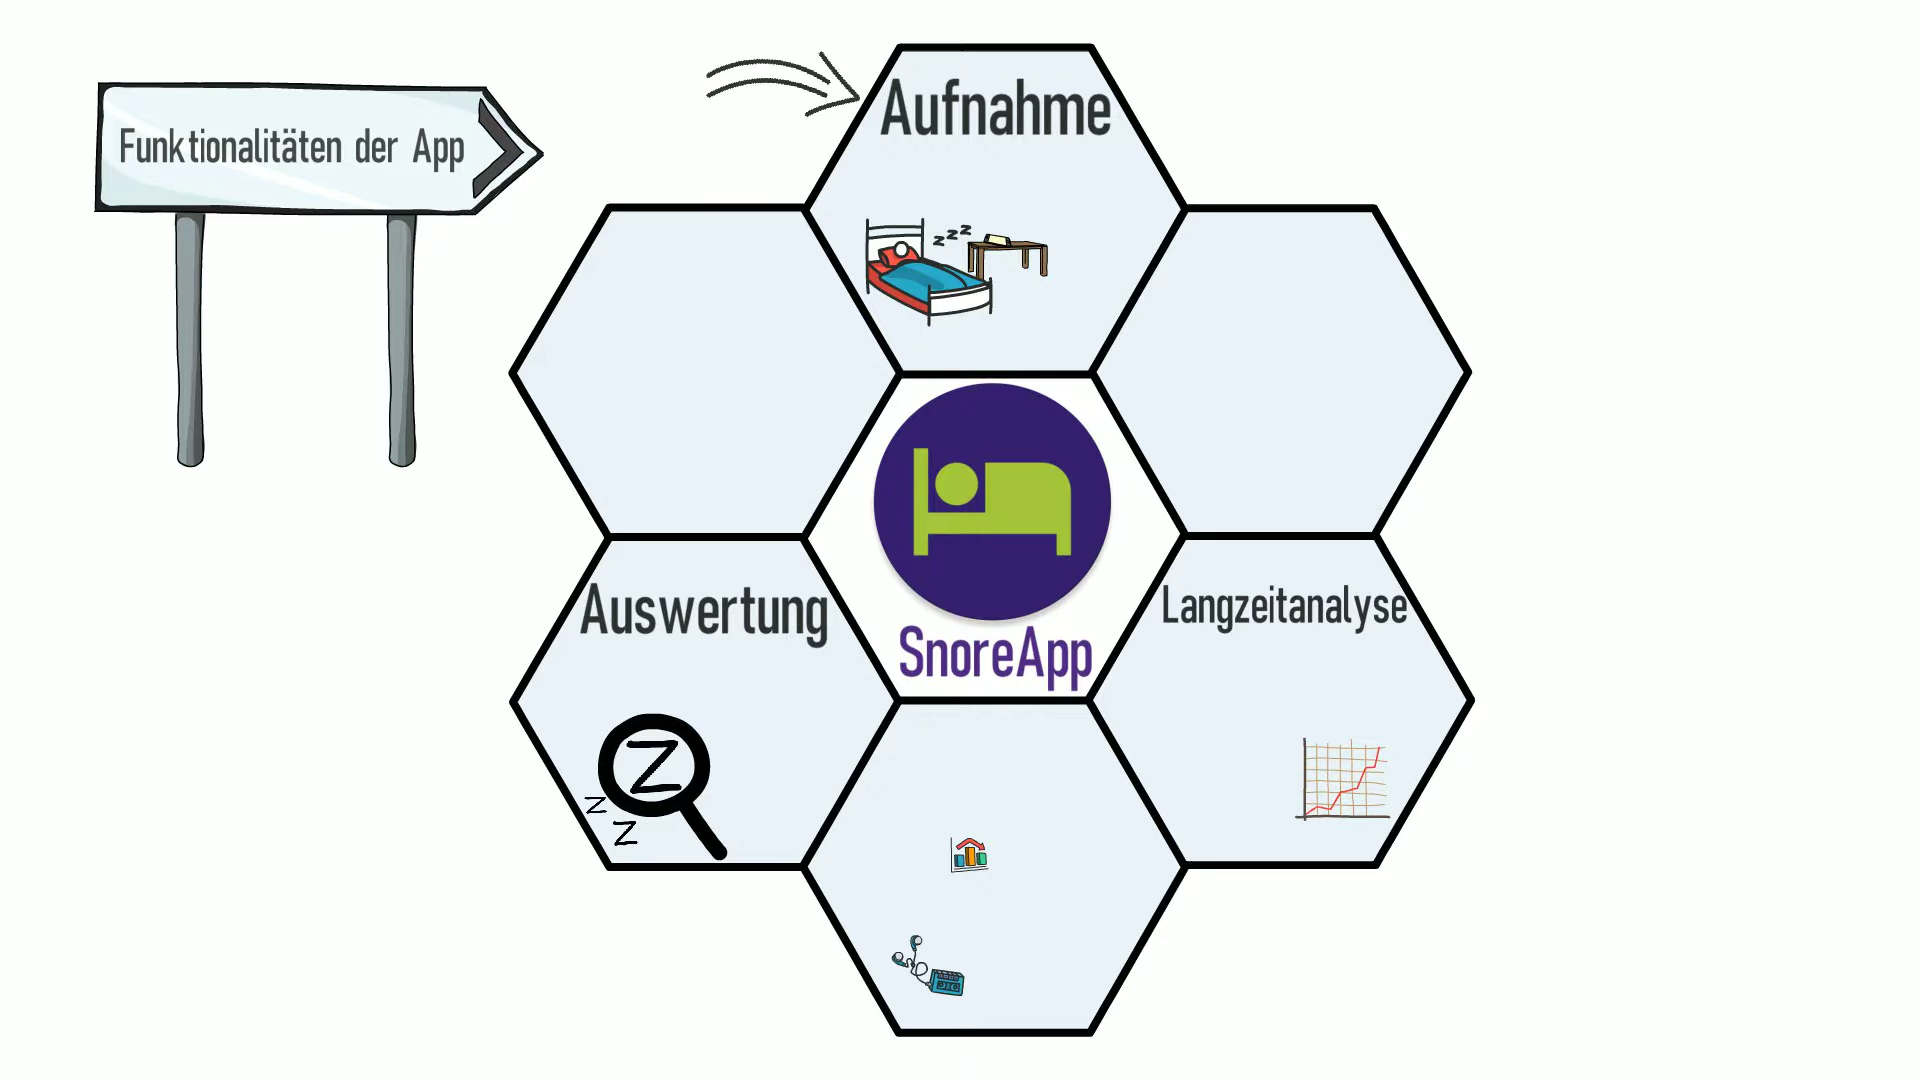 Funktionalitäten der App
Aufnahme
z z z
Auswertung
Z
z
z
SnoreApp
Langzeitanalyse